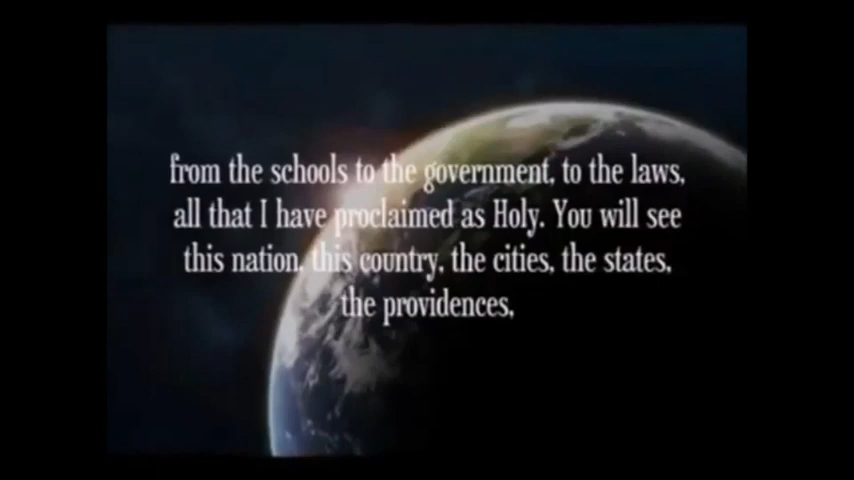 from the schools to the government, to the laws,
all that I have proclaimed as Holy. You will see
this nation, this country, the cities, the states,
the providences,